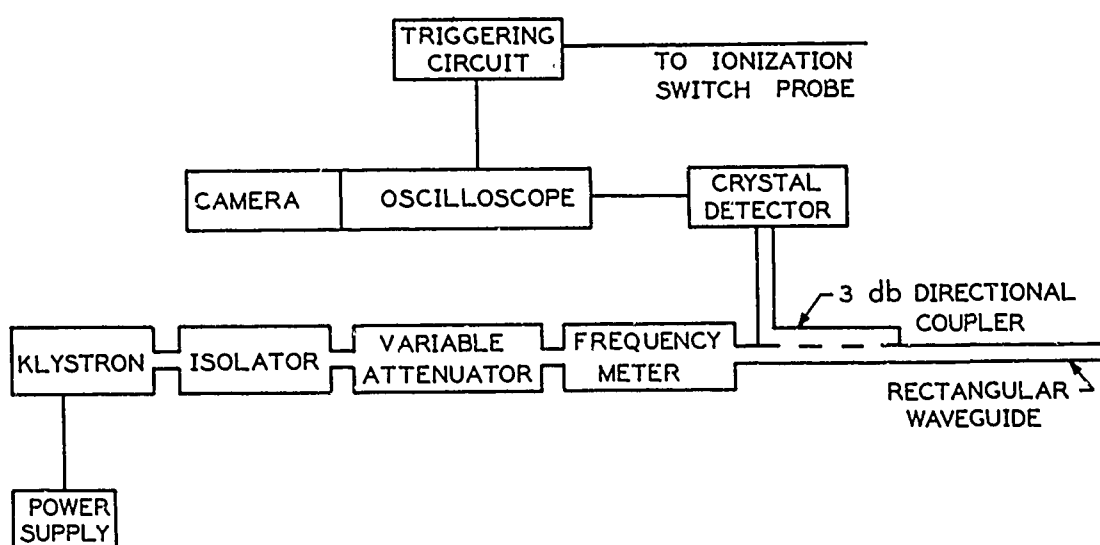 TRIGGERING
CIRCUIT
TO IONIZATION
SWITCH PROBE
CAMERA
OSCILLOSCOPE
CRYSTAL
DETECTOR
3 db DIRECTIONAL
COUPLER
KLYSTRON
ISOLATOR
VARIABLE
ATTENUATOR
FREQUENCY
METER
RECTANGULAR
WAVEGUIDE
POWER
SUPPLY